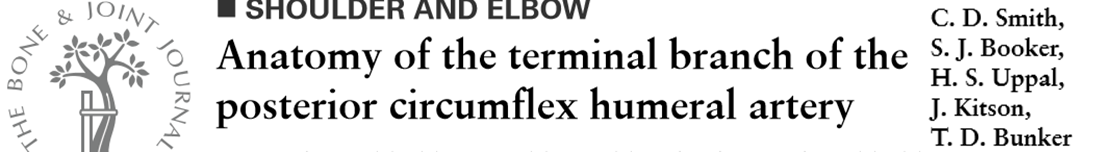 THE BONE & JOINT JOURNAL
■ SHOULDER AND ELBOW
Anatomy of the terminal branch of the
posterior circumflex humeral artery
C. D. Smith,
S. J. Booker,
H. S. Uppal,
J. Kitson,
T. D. Bunker